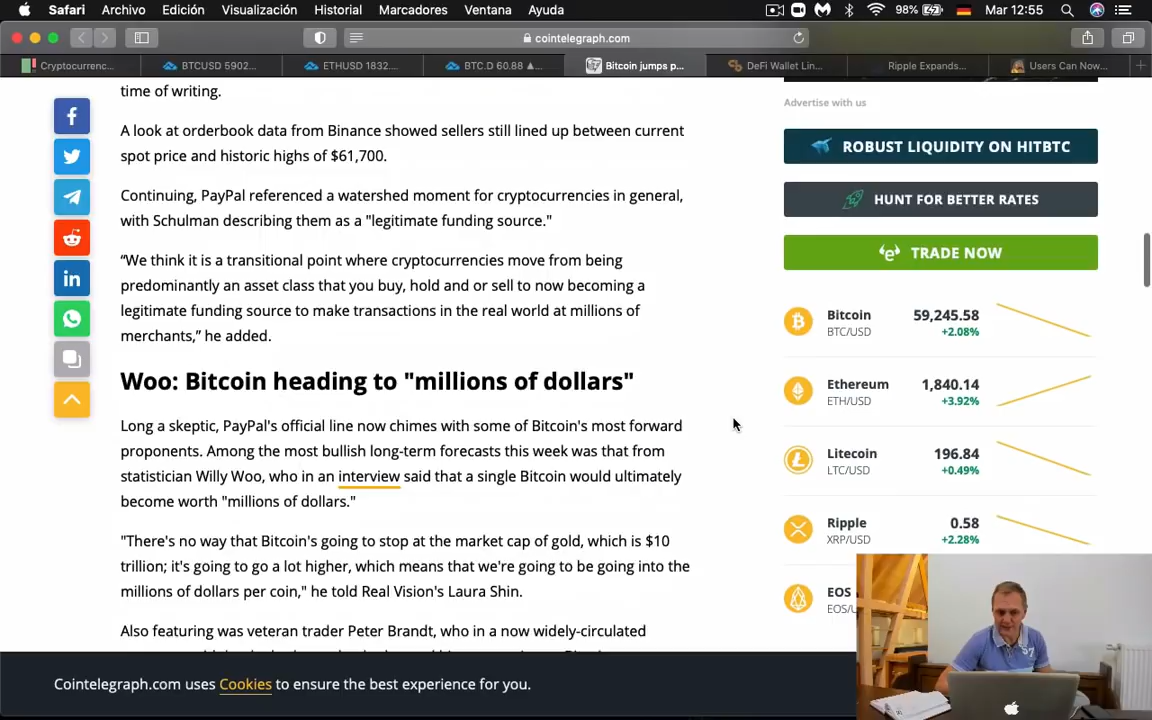 Safari Archivo Edición Visualización Historial Marcadores Ventana Ayuda 98% Mar 12:55
cointelegraph.com
Cryptocurrenc... BTCUSD 5902... ETHUSD 1832.... BTC.D 60.88 ▲... Bitcoin jumps p... DeFi Wallet Lin... Ripple Expands... Users Can Now...
time of writing.
A look at orderbook data from Binance showed sellers still lined up between current
spot price and historic highs of $61,700.
Continuing, PayPal referenced a watershed moment for cryptocurrencies in general,
with Schulman describing them as a "legitimate funding source."
“We think it is a transitional point where cryptocurrencies move from being
predominantly an asset class that you buy, hold and or sell to now becoming a
legitimate funding source to make transactions in the real world at millions of
merchants,” he added.
Woo: Bitcoin heading to "millions of dollars"
Long a skeptic, PayPal's official line now chimes with some of Bitcoin's most forward
proponents. Among the most bullish long-term forecasts this week was that from
statistician Willy Woo, who in an interview said that a single Bitcoin would ultimately
become worth "millions of dollars."
"There's no way that Bitcoin's going to stop at the market cap of gold, which is $10
trillion; it's going to go a lot higher, which means that we're going to be going into the
millions of dollars per coin," he told Real Vision's Laura Shin.
Also featuring was veteran trader Peter Brandt, who in a now widely-circulated
Advertise with us
ROBUST LIQUIDITY ON HITBTC
HUNT FOR BETTER RATES
TRADE NOW
Bitcoin 59,245.58
BTC/USD +2.08%
Ethereum 1,840.14
ETH/USD +3.92%
Litecoin 196.84
LTC/USD +0.49%
Ripple 0.58
XRP/USD +2.28%
EOS
EOS/U
Cointelegraph.com uses Cookies to ensure the best experience for you.